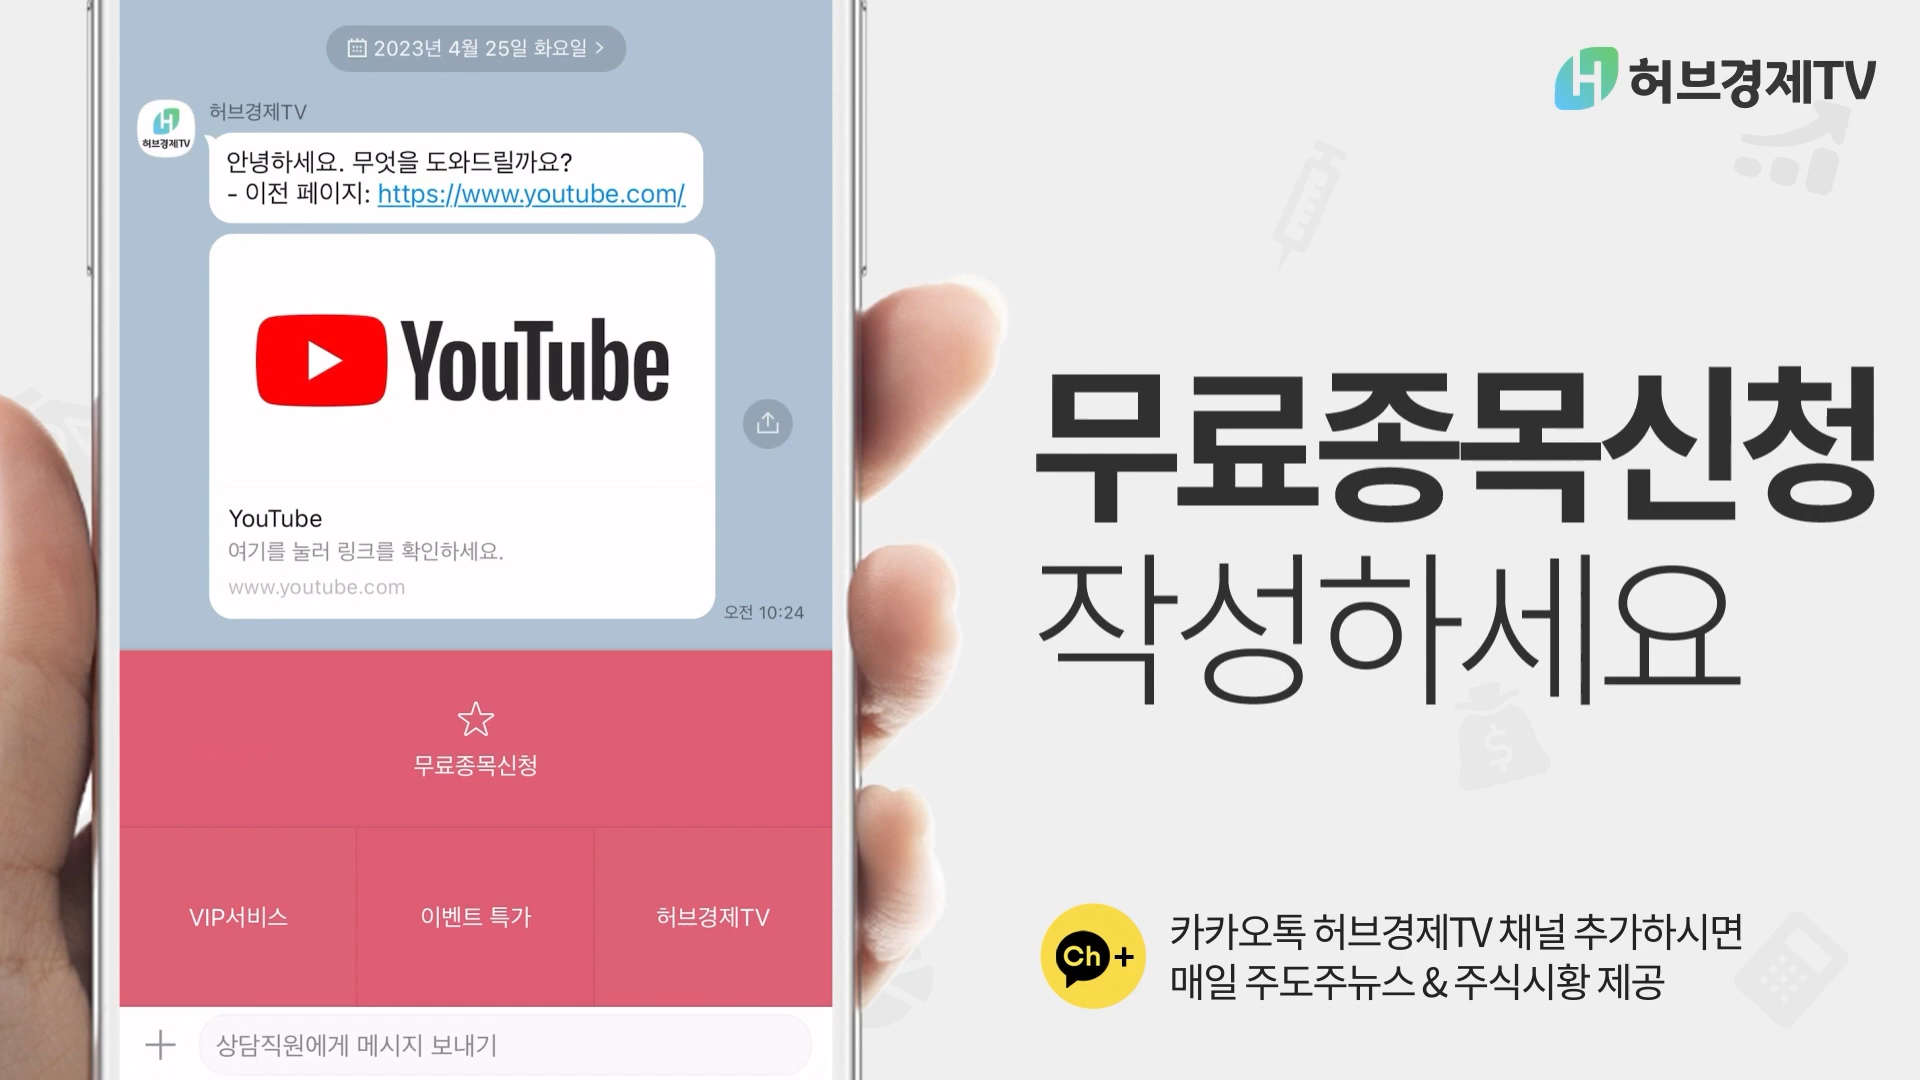 2023년 4월 25일 화요일 >
허브경제TV
허브경제TV
안녕하세요. 무엇을 도와드릴까요?
- 이전 페이지: https://www.youtube.com/
YouTube
YouTube
여기를 눌러 링크를 확인하세요.
www.youtube.com
오전 10:24
무료종목신청
VIP서비스
이벤트 특가
허브경제TV
상담직원에게 메시지 보내기
허브경제TV
무료종목신청
작성하세요
Ch+
카카오톡 허브경제TV 채널 추가하시면
매일 주도주뉴스 & 주식시황 제공